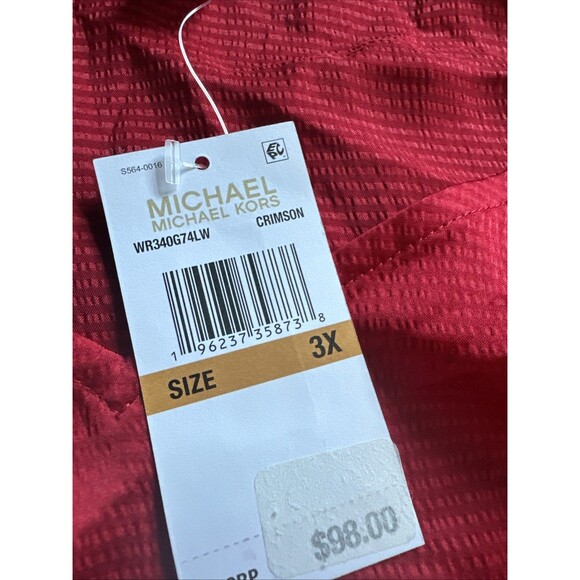 S564-0016
MICHAEL
MICHAEL KORS
WR340G74LW CRIMSON
1 96237 35873 8
SIZE 3X
$98.00